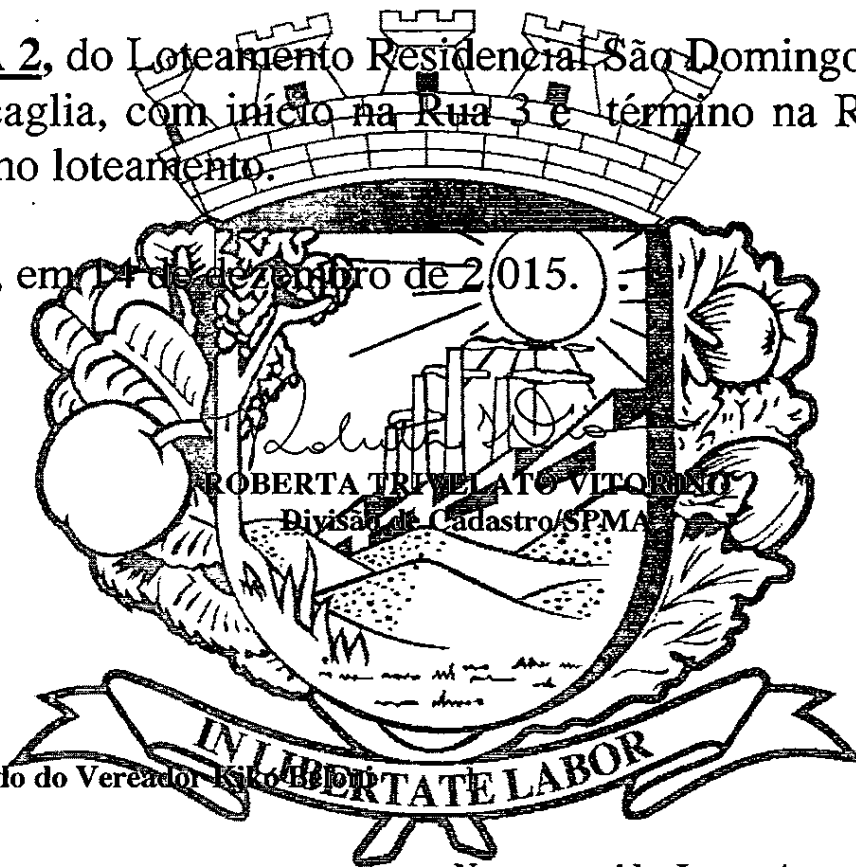 A 2, do Loteamento Residencial São Domingo
caglia, com início na Rua 3 e término na R
no loteamento.
, em 14 de dezembro de 2.015.
ROBERTA TRIVELATO VITORINO
Divisão de Cadastro/SPMA
IN LIBERTATE LABOR
do do Vereador Kiko Beloni